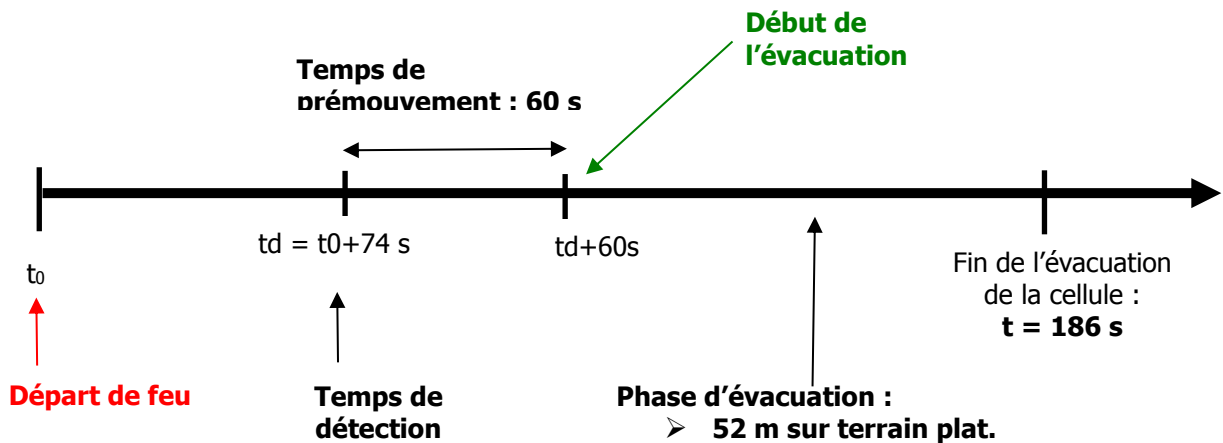 Début de
l’évacuation
Temps de
prémouvement : 60 s
t0
td = t0+74 s
td+60s
Fin de l’évacuation
de la cellule :
t = 186 s
Départ de feu
Temps de
détection
Phase d’évacuation :
➢ 52 m sur terrain plat.